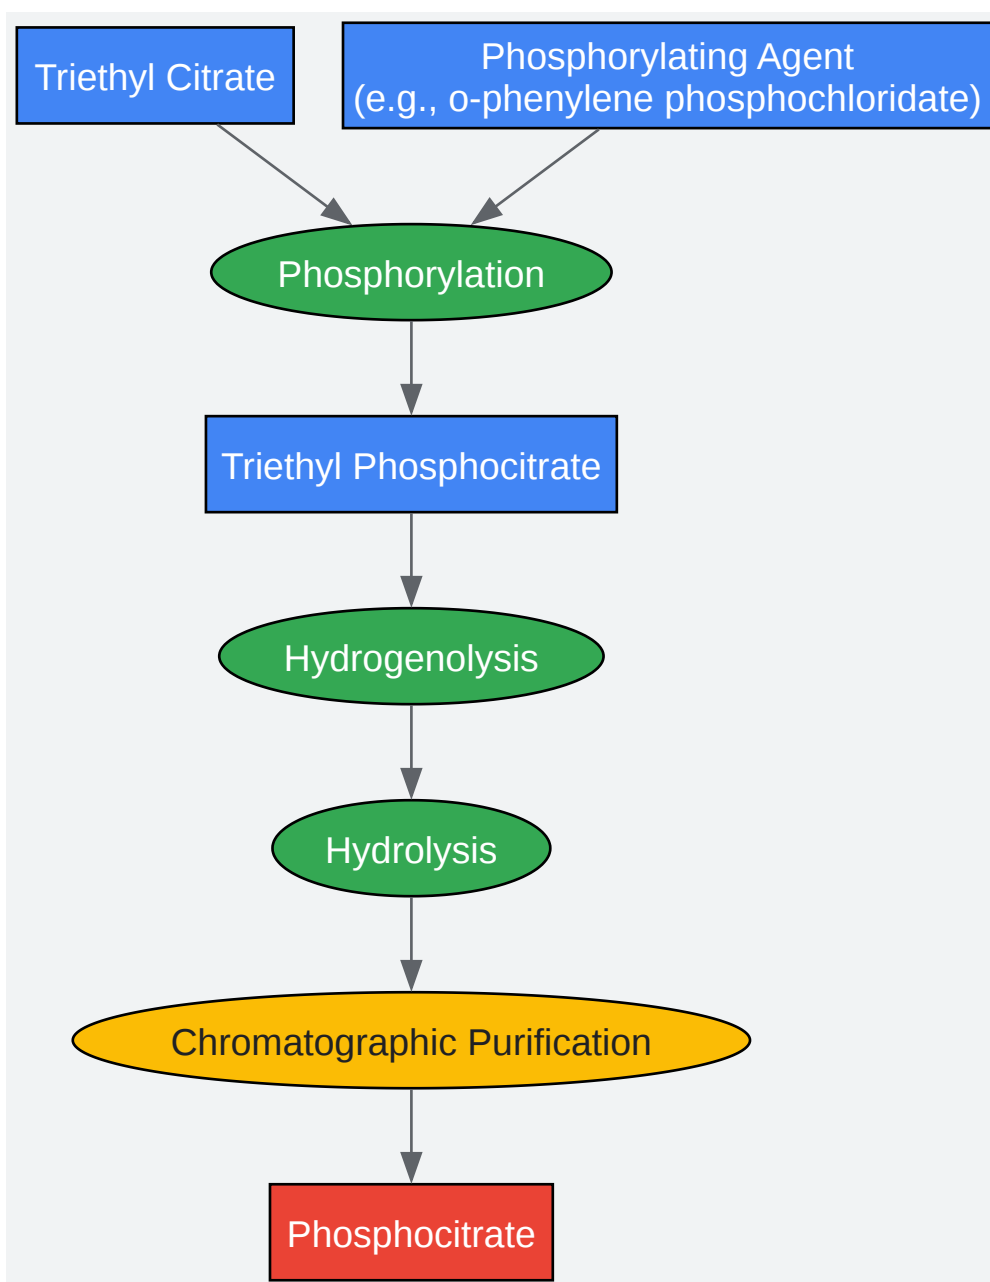 Triethyl Citrate
Phosphorylating Agent
(e.g., o-phenylene phosphochloridate)
Phosphorylation
Triethyl Phosphocitrate
Hydrogenolysis
Hydrolysis
Chromatographic Purification
Phosphocitrate